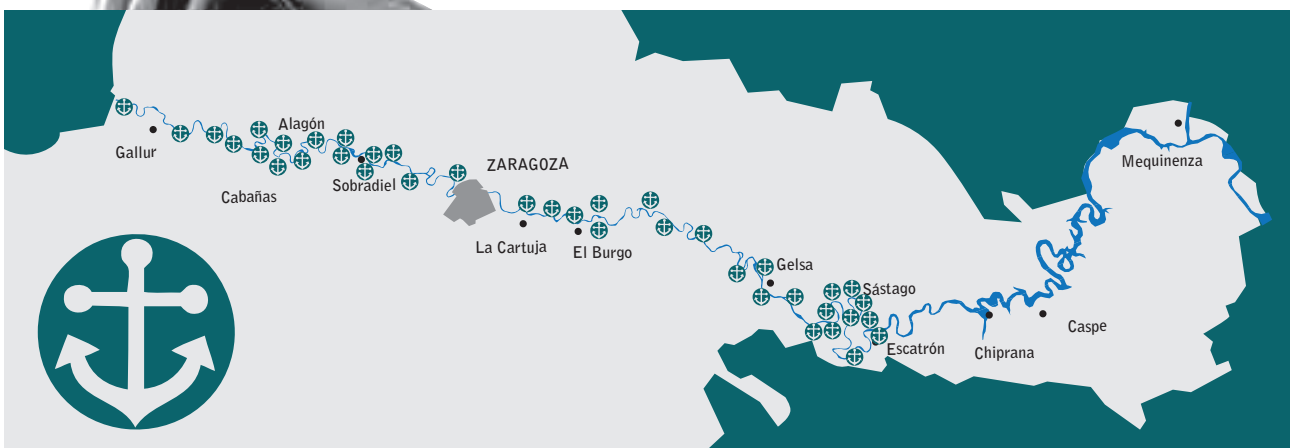 Gallur
Alagón
Cabañas
Sobradiel
ZARAGOZA
La Cartuja
El Burgo
Gelsa
Sástago
Escatrón
Chiprana
Caspe
Mequinenza